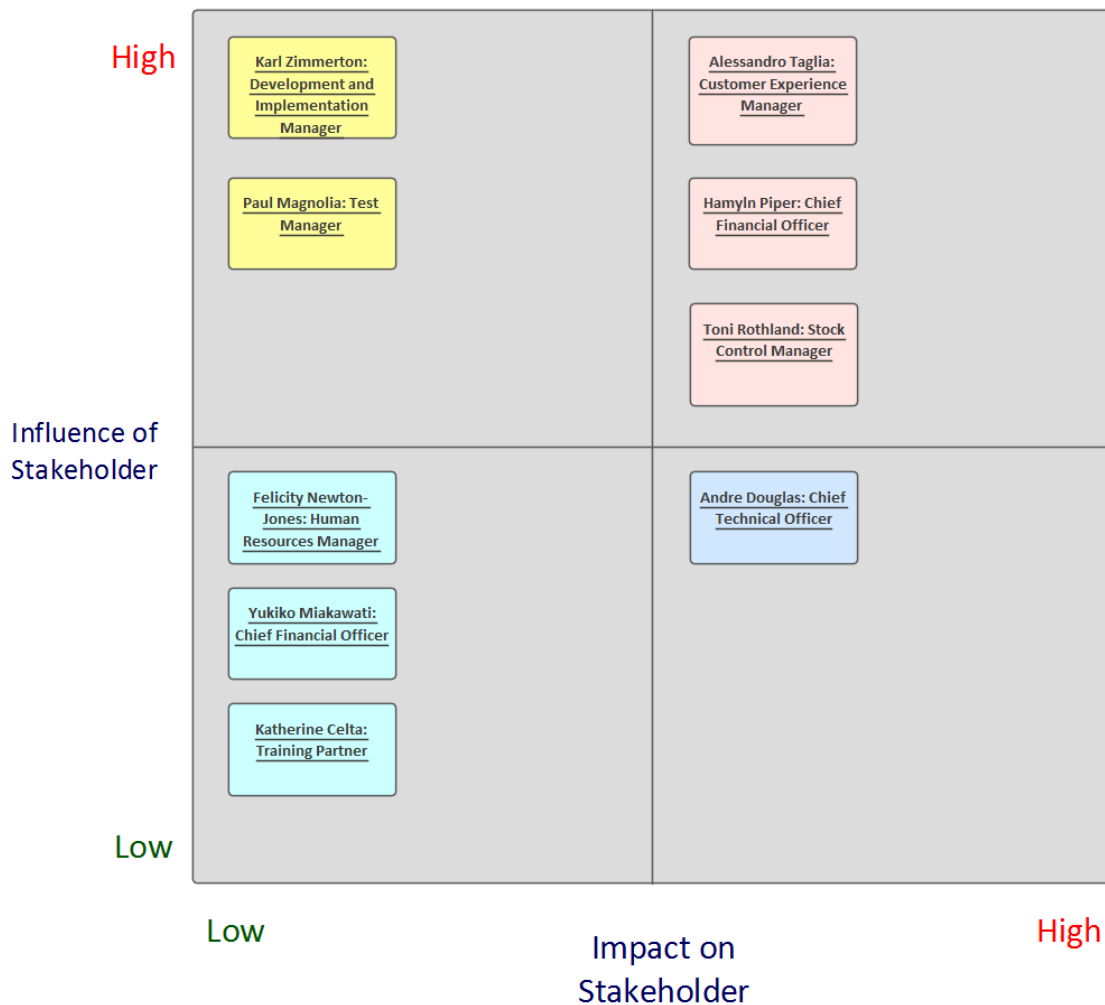 High
Karl Zimmerton:
Development and
Implementation
Manager
Alessandro Taglia:
Customer Experience
Manager
Paul Magnolia: Test
Manager
Hamyln Piper: Chief
Financial Officer
Toni Rothland: Stock
Control Manager
Influence of
Stakeholder
Felicity Newton-
Jones: Human
Resources Manager
Andre Douglas: Chief
Technical Officer
Yukiko Miakawati:
Chief Financial Officer
Katherine Celta:
Training Partner
Low
Low
High
Impact on
Stakeholder